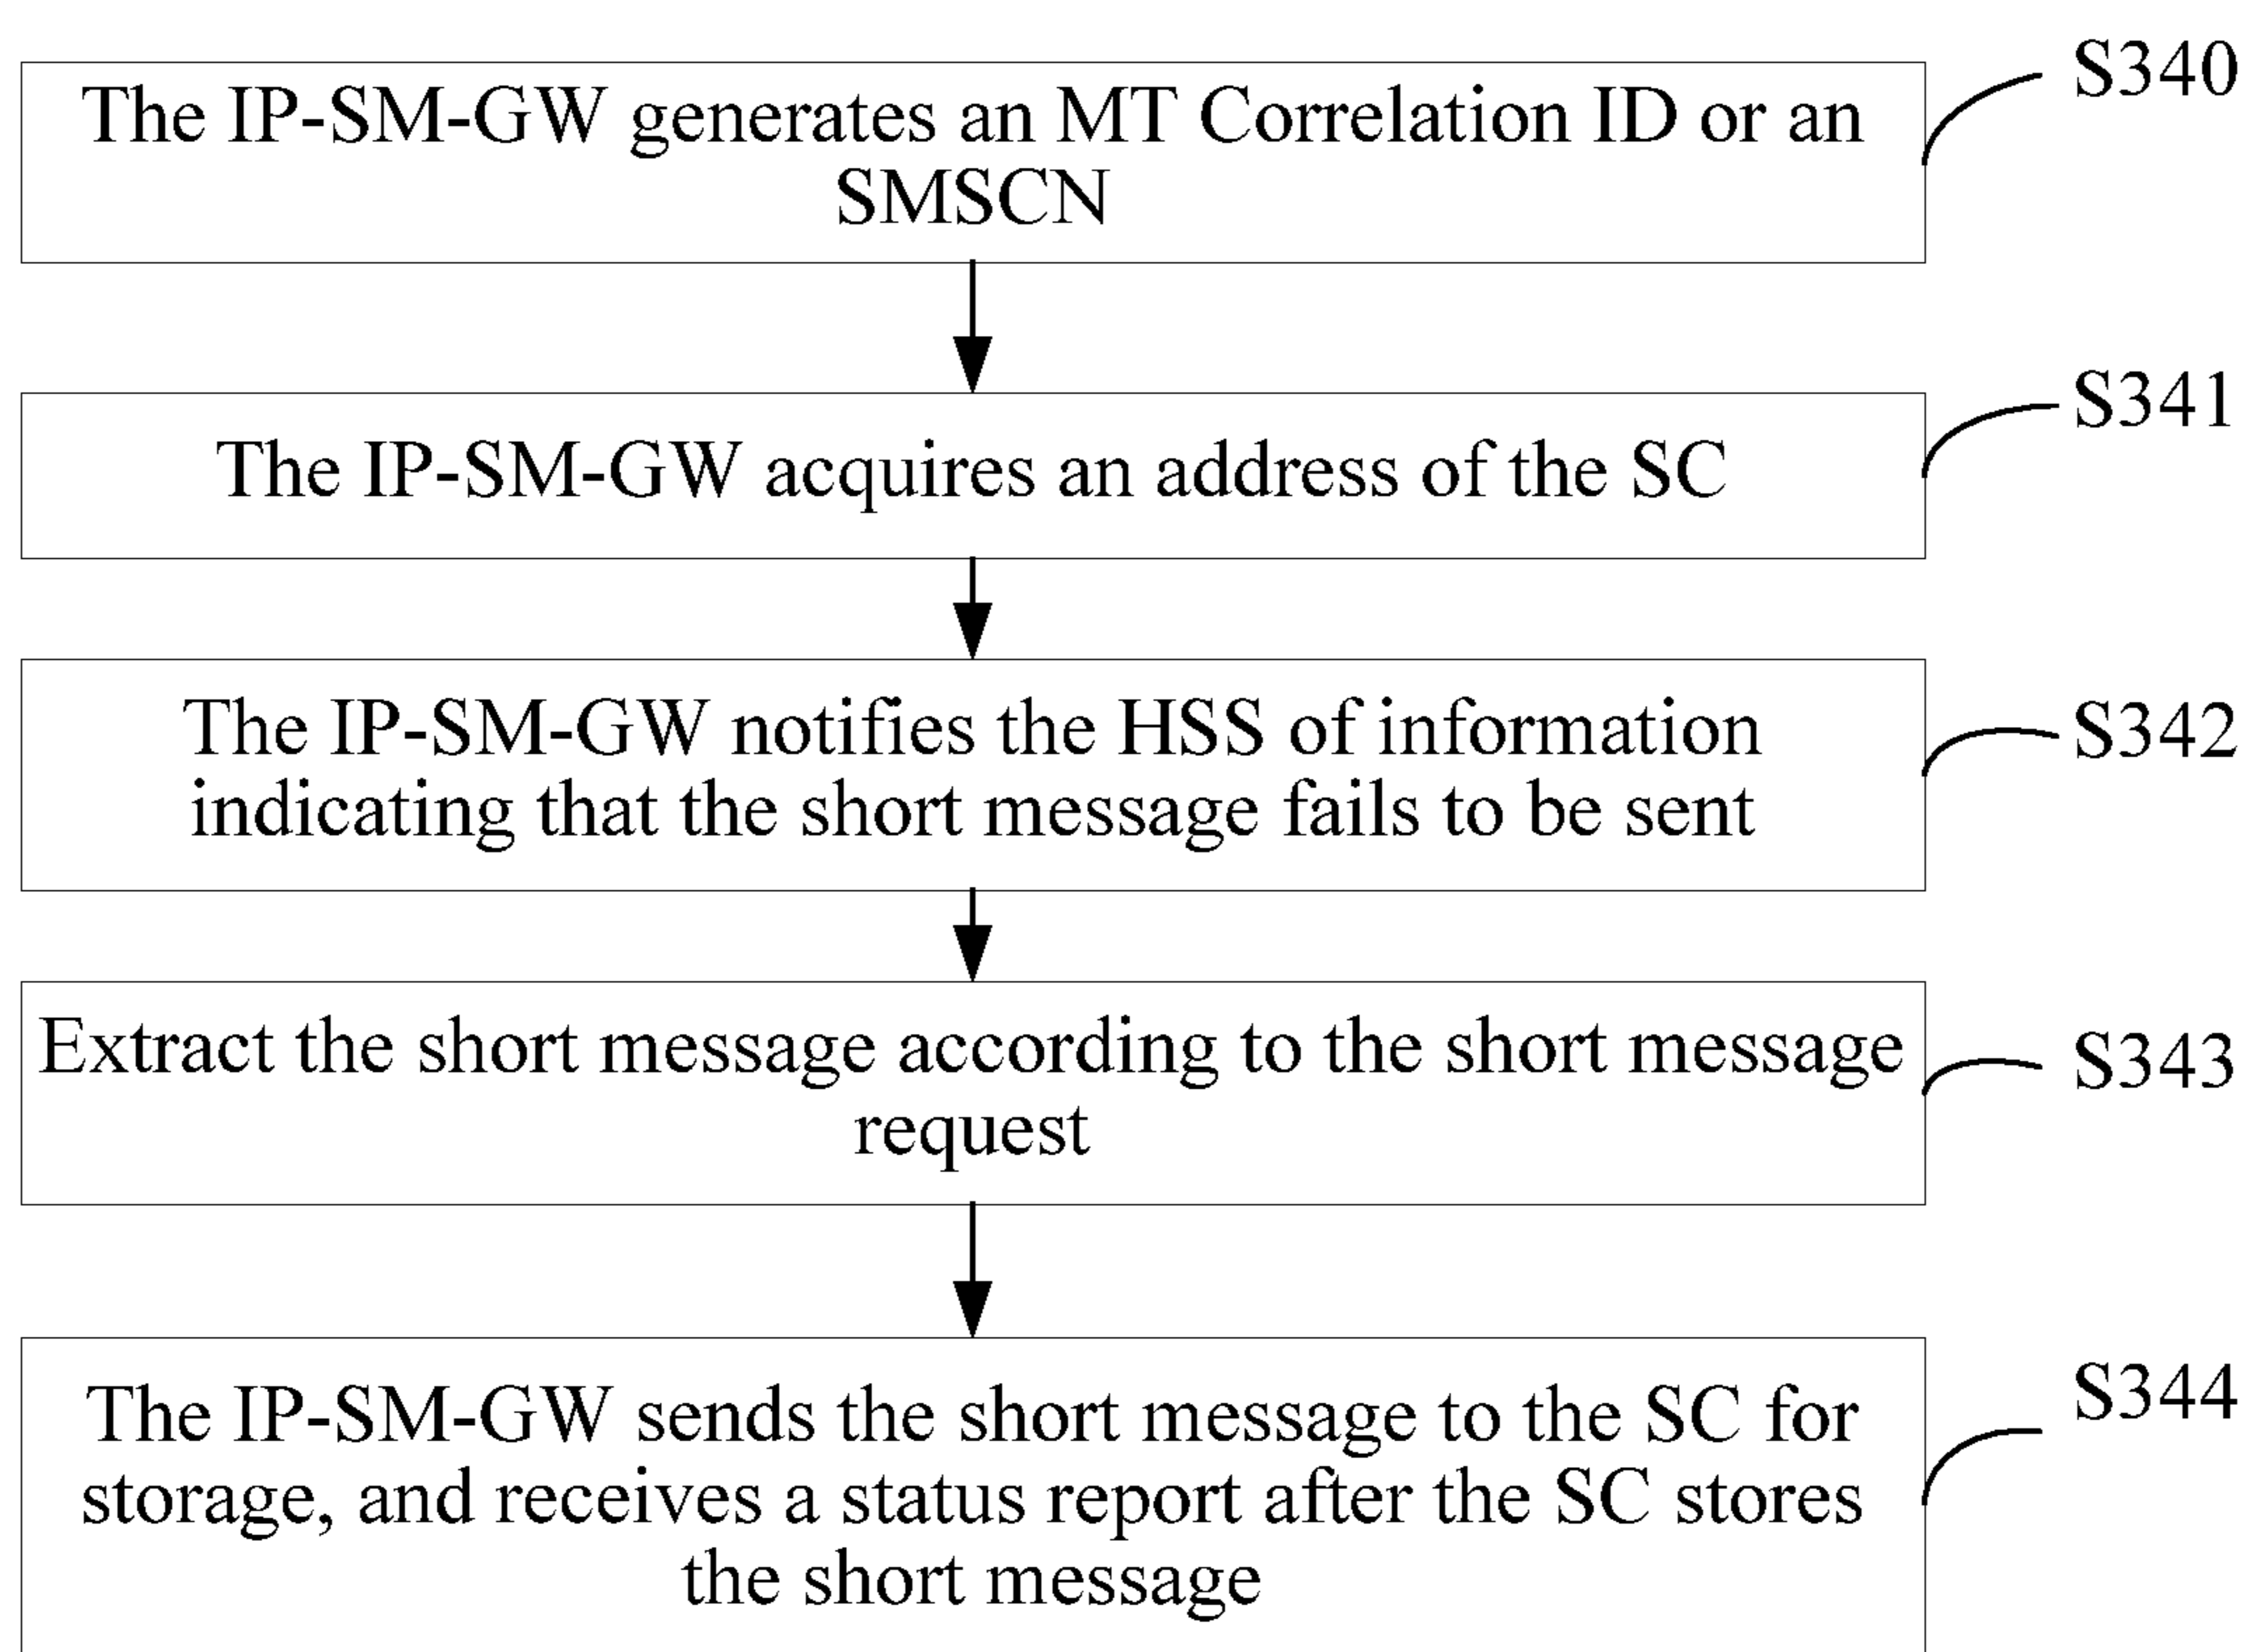 The IP-SM-GW generates an MT Correlation ID or an
SMSCN
S340
The IP-SM-GW acquires an address of the SC
S341
The IP-SM-GW notifies the HSS of information
indicating that the short message fails to be sent
S342
Extract the short message according to the short message
request
S343
The IP-SM-GW sends the short message to the SC for
storage, and receives a status report after the SC stores
the short message
S344